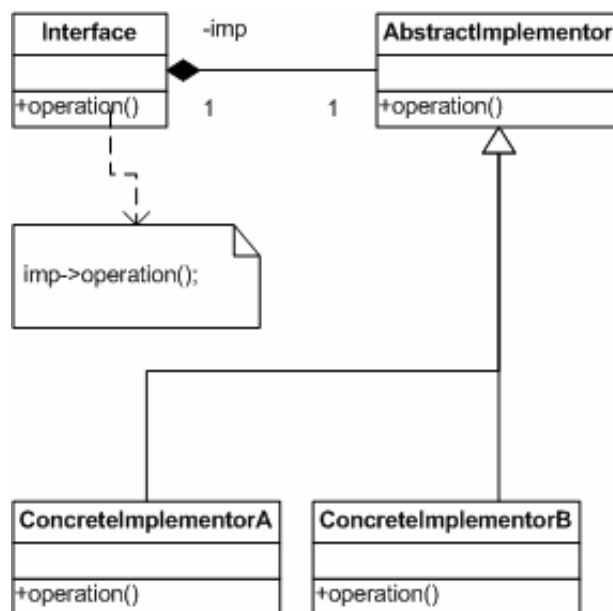 Interface
-imp
AbstractImplementor
+operation()
1
1
+operation()
imp->operation();
ConcreteImplementorA
ConcreteImplementorB
+operation()
+operation()